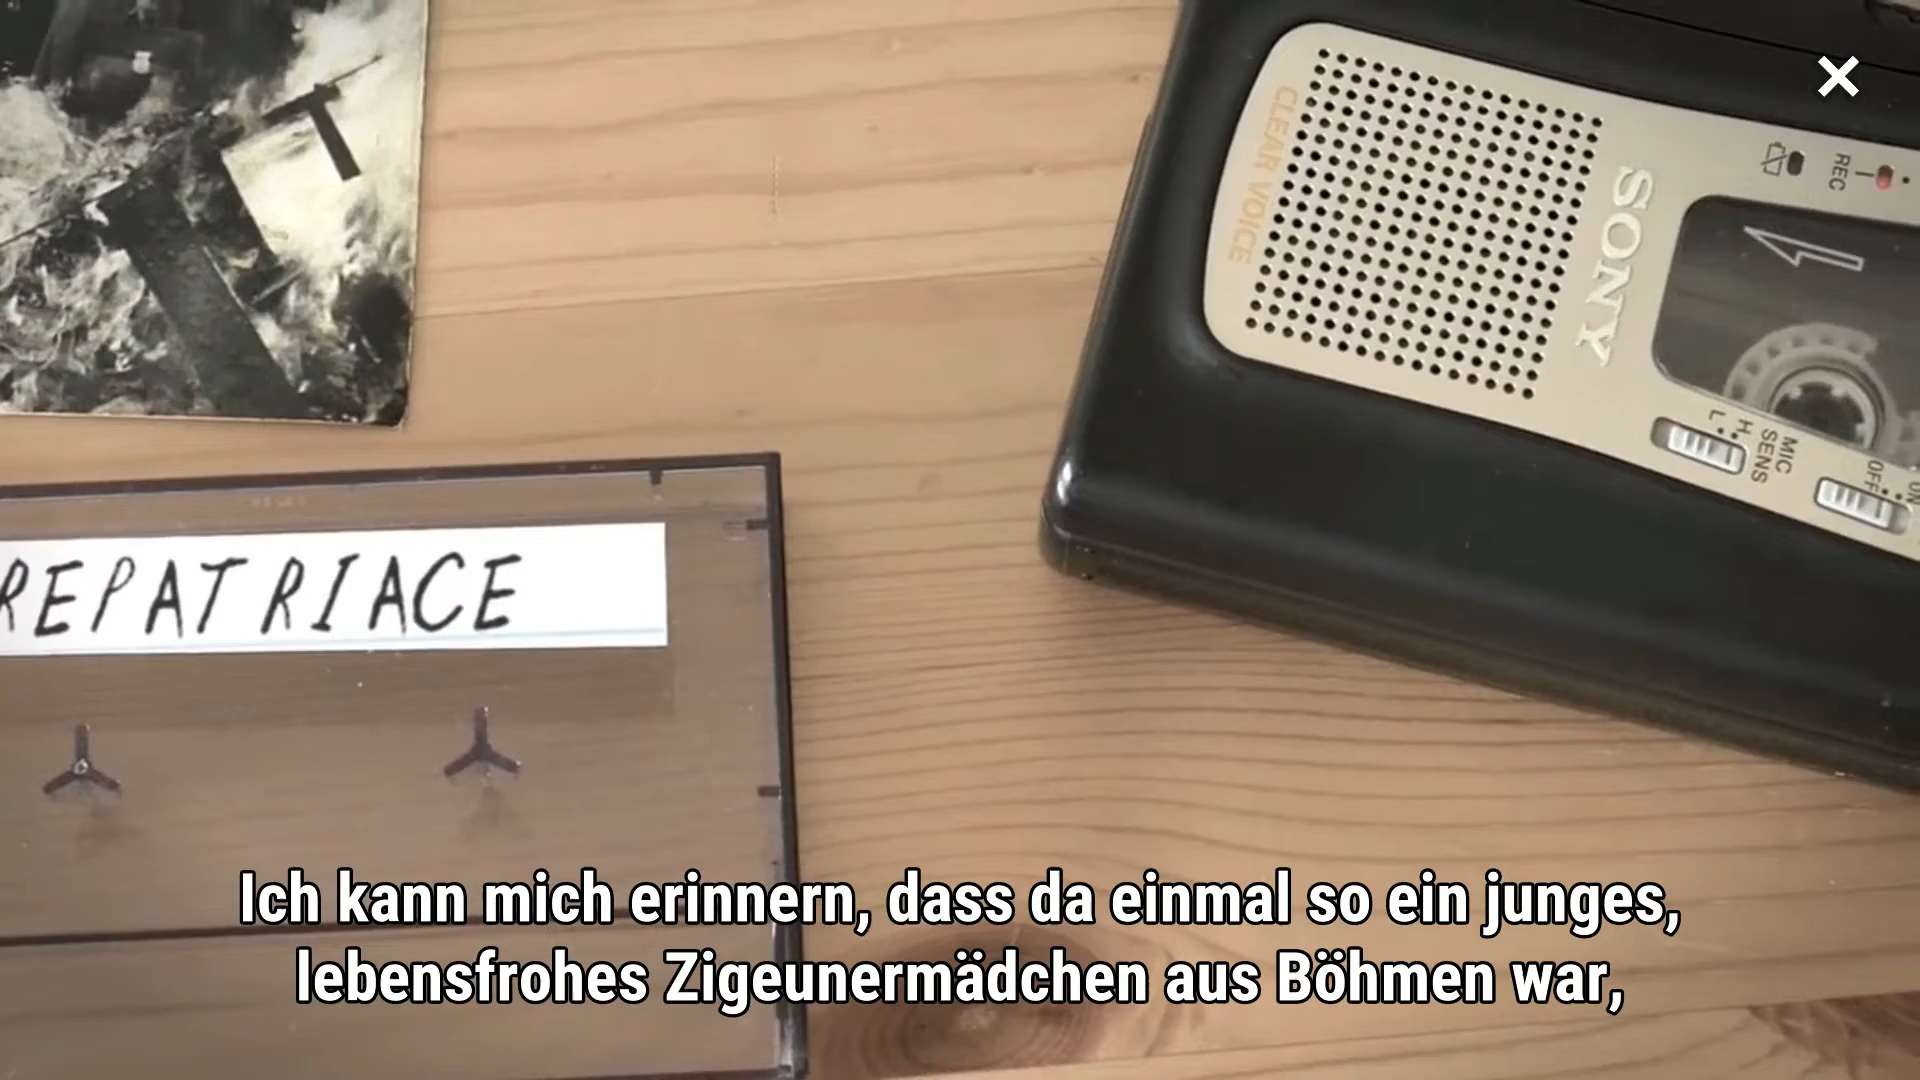 CLEAR VOICE
SONY
REC
MIC
SENS
H
L
OFF
ON
REPATRIACE
Ich kann mich erinnern, dass da einmal so ein junges,
lebensfrohes Zigeunermädchen aus Böhmen war,